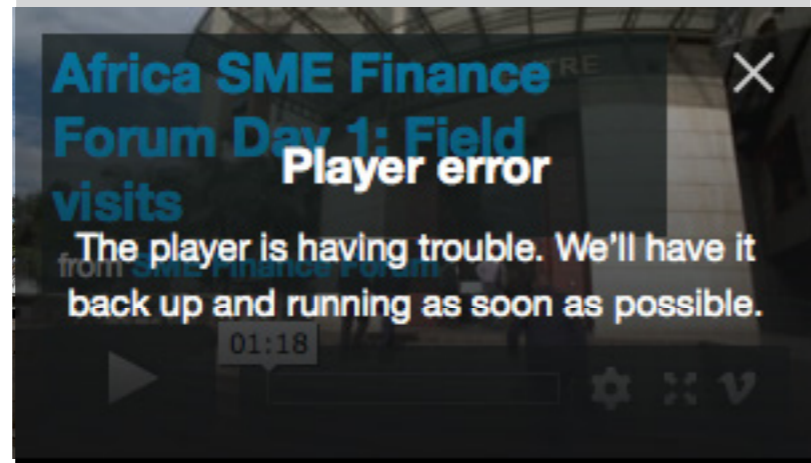 Africa SME Finance
Forum Day 1: Field
visits
from SME Finance Forum
Player error
The player is having trouble. We’ll have it
back up and running as soon as possible.
01:18